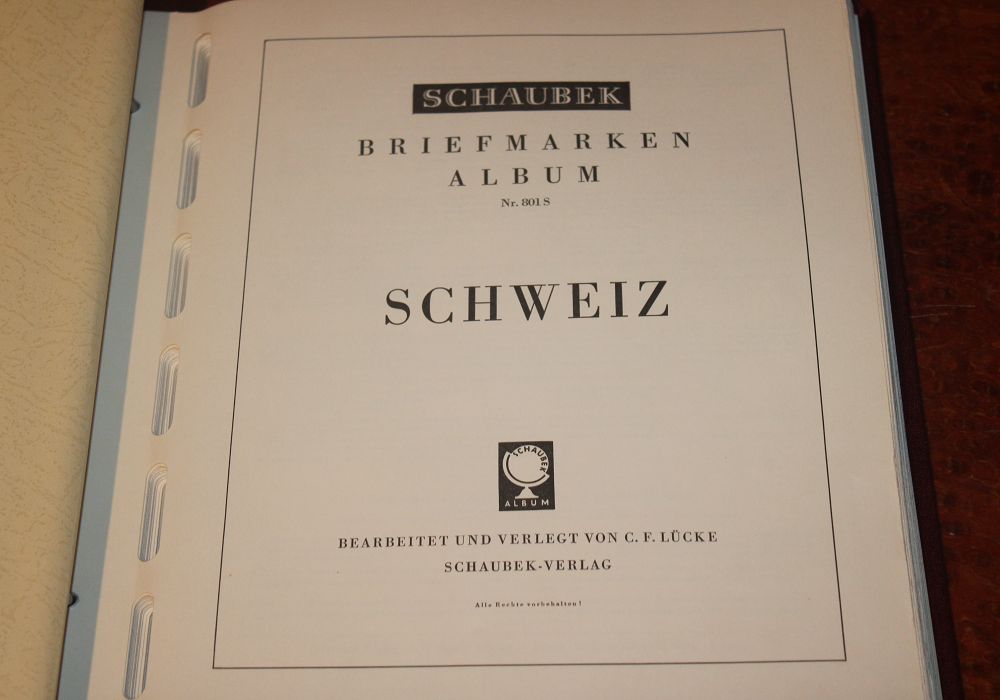 SCHAUBEK
BRIEFMARKEN
ALBUM
Nr. 801 S
SCHWEIZ
SCHAUBEK
ALBUM
BEARBEITET UND VERLEGT VON C. F. LÜCKE
SCHAUBEK-VERLAG
Alle Rechte vorbehalten!